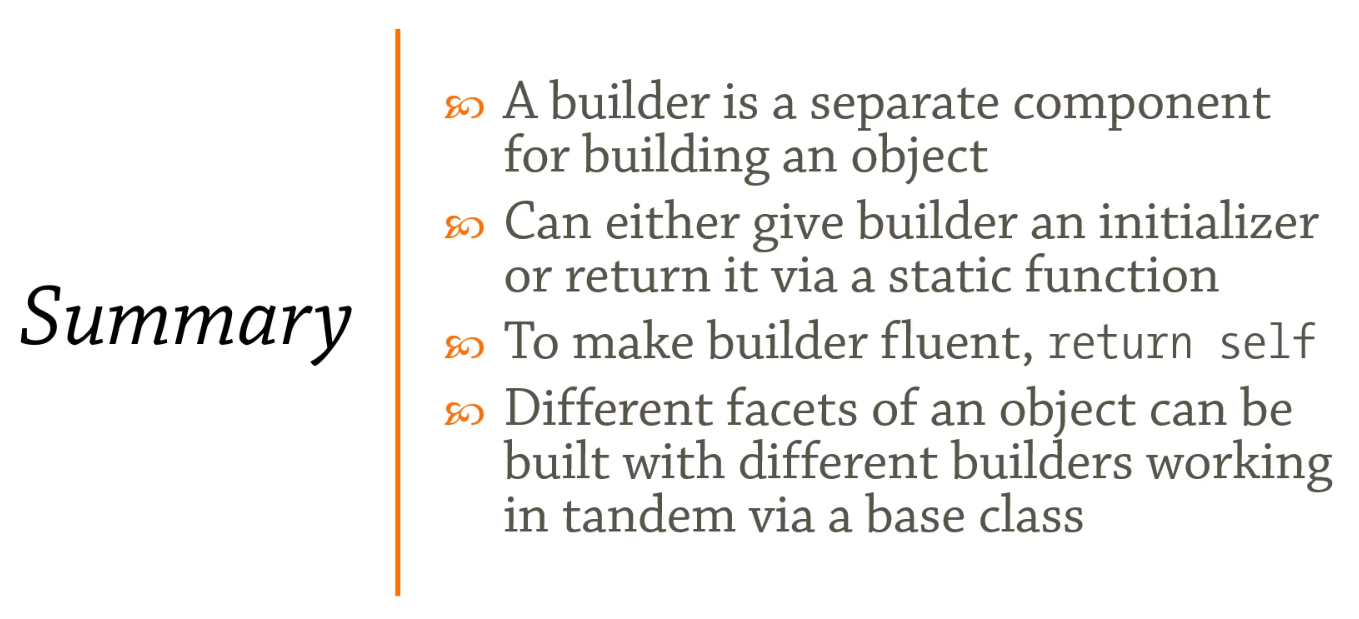 Summary
A builder is a separate component
for building an object
Can either give builder an initializer
or return it via a static function
To make builder fluent, return self
Different facets of an object can be
built with different builders working
in tandem via a base class